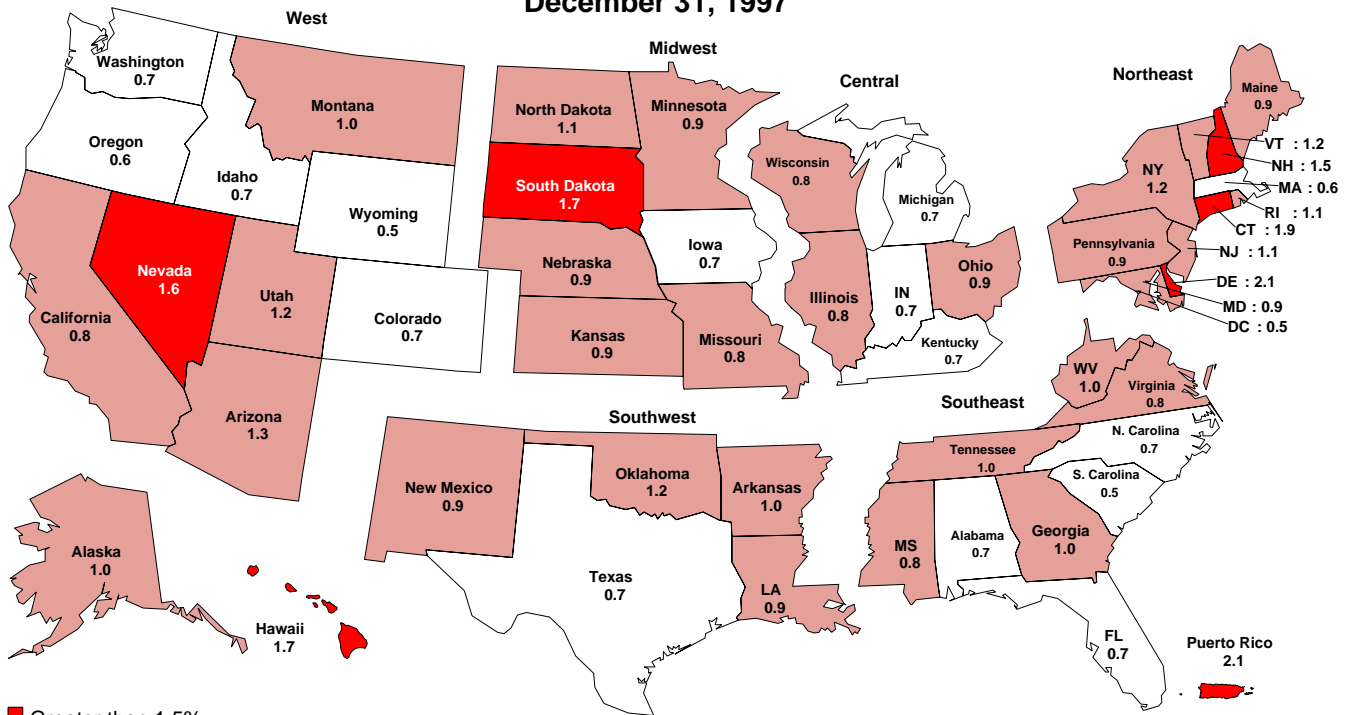 December 31, 1997
West
Midwest
Central
Northeast
Washington
0.7
Oregon
0.6
Idaho
0.7
Montana
1.0
Wyoming
0.5
Nevada
1.6
Utah
1.2
Colorado
0.7
California
0.8
Arizona
1.3
Alaska
1.0
Hawaii
1.7
North Dakota
1.1
Minnesota
0.9
South Dakota
1.7
Iowa
0.7
Nebraska
0.9
Kansas
0.9
Missouri
0.8
Wisconsin
0.8
Michigan
0.7
Illinois
0.8
IN
0.7
Ohio
0.9
Kentucky
0.7
Maine
0.9
NY
1.2
Pennsylvania
0.9
VT : 1.2
NH : 1.5
MA : 0.6
RI : 1.1
CT : 1.9
NJ : 1.1
DE : 2.1
MD : 0.9
DC : 0.5
Southwest
New Mexico
0.9
Oklahoma
1.2
Arkansas
1.0
Texas
0.7
LA
0.9
Southeast
WV
1.0
Virginia
0.8
N. Carolina
0.7
Tennessee
1.0
S. Carolina
0.5
MS
0.8
Alabama
0.7
Georgia
1.0
FL
0.7
Puerto Rico
2.1
Greater than 1.5%